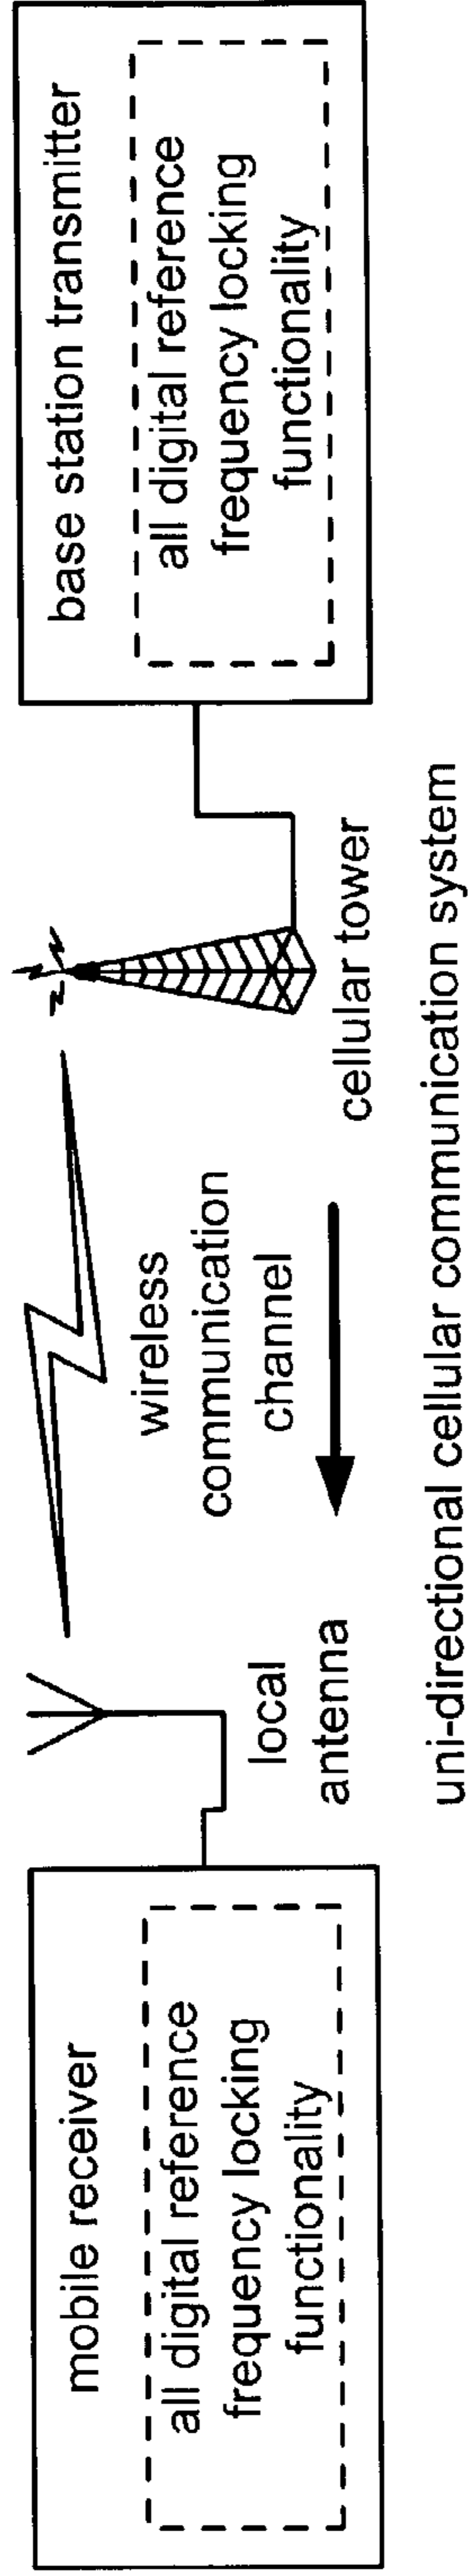 mobile receiver
all digital reference
frequency locking
functionality
local
antenna
wireless
communication
channel
cellular tower
base station transmitter
all digital reference
frequency locking
functionality
uni-directional cellular communication system